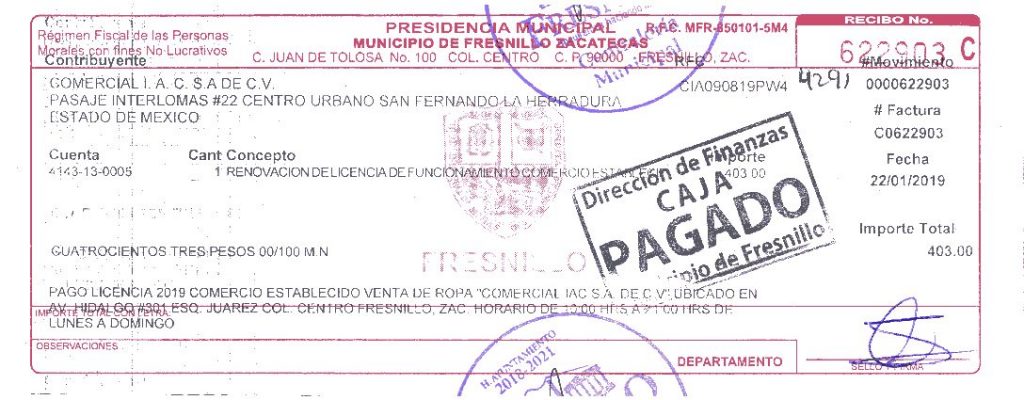 RECIBO No.
622903 C
Régimen Fiscal de las Personas
Morales con fines No Lucrativos
PRESIDENCIA MUNICIPAL
R.F.C. MFR-850101-5M4
MUNICIPIO DE FRESNILLO ZACATECAS
C. JUAN DE TOLOSA No. 100 COL. CENTRO C. P. 99000 FRESNILLO, ZAC.
Contribuyente
RFC
#Movimiento
COMERCIAL I. A. C. S.A DE C.V.
CIA090819PW4
4291
0000622903
PASAJE INTERLOMAS #22 CENTRO URBANO SAN FERNANDO LA HERRADURA
ESTADO DE MEXICO
# Factura
C0622903
Cuenta
Cant Concepto
Importe
Fecha
4143-13-0005
1 RENOVACION DE LICENCIA DE FUNCIONAMIENTO COMERCIO
403.00
22/01/2019
Dirección de Finanzas
CAJA
PAGADO
de Fresnillo
Importe Total
403.00
CUATROCIENTOS TRES PESOS 00/100 M.N
FRESNILLO
PAGO LICENCIA 2019 COMERCIO ESTABLECIDO VENTA DE ROPA "COMERCIAL IAC S.A. DE C.V" UBICADO EN
AV. HIDALGO #301 ESQ. JUAREZ COL. CENTRO FRESNILLO, ZAC. HORARIO DE 10:00 HRS A HRS DE
IMPORTE TOTAL CON LETRA
LUNES A DOMINGO
OBSERVACIONES
DEPARTAMENTO
SELLO Y FIRMA
H. AYUNTAMIENTO
2018-2021